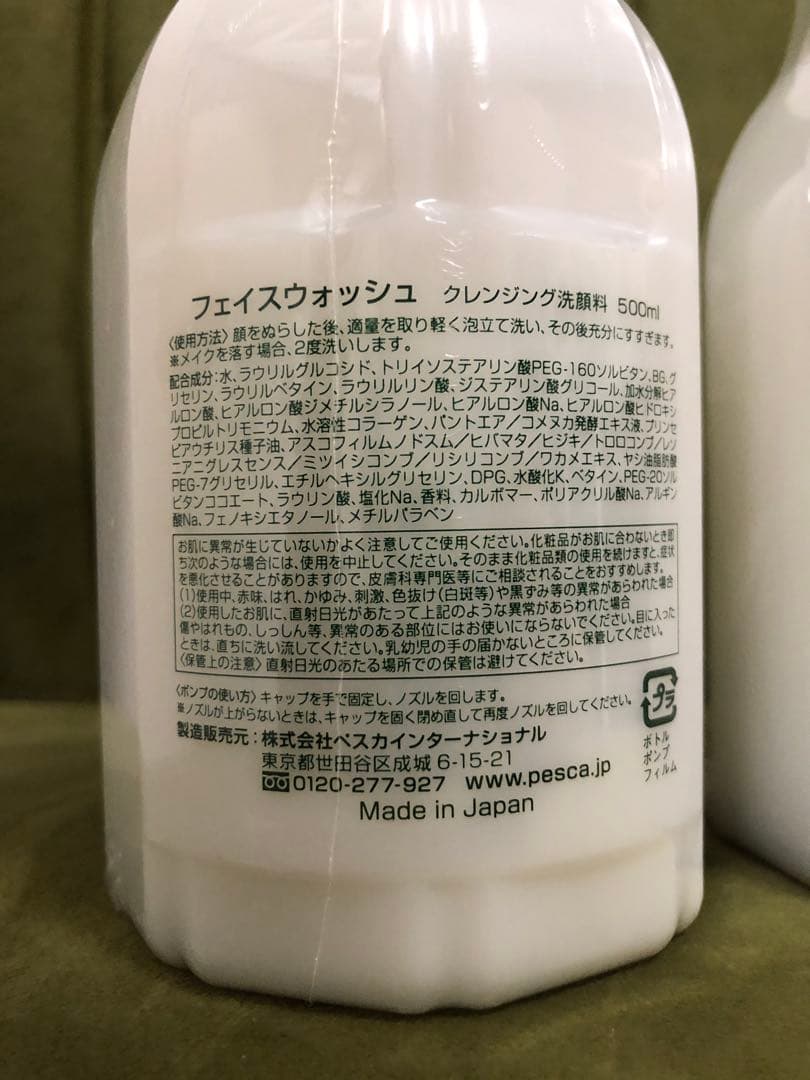 フェイスウォッシュ クレンジング洗顔料 500ml
〈使用方法〉顔をぬらした後、適量を取り軽く泡立て洗い、その後充分にすすぎます。
※メイクを落す場合、2度洗いします。
配合成分:水、ラウリルグルコシド、トリイソステアリン酸PEG-160ソルビタン、BG、グ
リセリン、ラウリルベタイン、ラウリルリン酸、ジステアリン酸グリコール、加水分解ヒア
ルロン酸、ヒアルロン酸ジメチルシラノール、ヒアルロン酸Na、ヒアルロン酸ヒドロキシ
プロピルトリモニウム、水溶性コラーゲン、パントエア/コメヌカ発酵エキス液、プリンセ
ピアウチリス種子油、アスコフィルムノドスム/ヒバマタ/ヒジキ/トロロコンブ/レソ
ニアニグレスセンス/ミツイシコンブ/リシリコンブ/ワカメエキス、ヤシ油脂肪酸
PEG-7グリセリル、エチルヘキシルグリセリン、DPG、水酸化K、ベタイン、PEG-20ソル
ビタンココエート、ラウリン酸、塩化Na、香料、カルボマー、ポリアクリル酸Na、アルギン
酸Na、フェノキシエタノール、メチルパラベン
お肌に異常が生じていないかよく注意してご使用ください。化粧品がお肌に合わないとき即
ち次のような場合には、使用を中止してください。そのまま化粧品類の使用を続けますと、症状
を悪化させることがありますので、皮膚科専門医等にご相談されることをおすすめします。
(1)使用中、赤味、はれ、かゆみ、刺激、色抜け(白斑等)や黒ずみ等の異常があらわれた場合
(2)使用したお肌に、直射日光があたって上記のような異常があらわれた場合
傷やはれもの、しっしん等、異常のある部位にはお使いにならないでください。目に入った
ときは、直ちに洗い流してください。乳幼児の手の届かないところに保管してください。
〈保管上の注意〉直射日光のあたる場所での保管は避けてください。
〈ポンプの使い方〉キャップを手で固定し、ノズルを回します。
※ノズルが上がらないときは、キャップを固く閉め直して再度ノズルを回してください。
製造販売元:株式会社ペスカインターナショナル
東京都世田谷区成城 6-15-21
0120-277-927 www.pesca.jp
Made in Japan
プラ
ボトル
ポンプ
フィルム